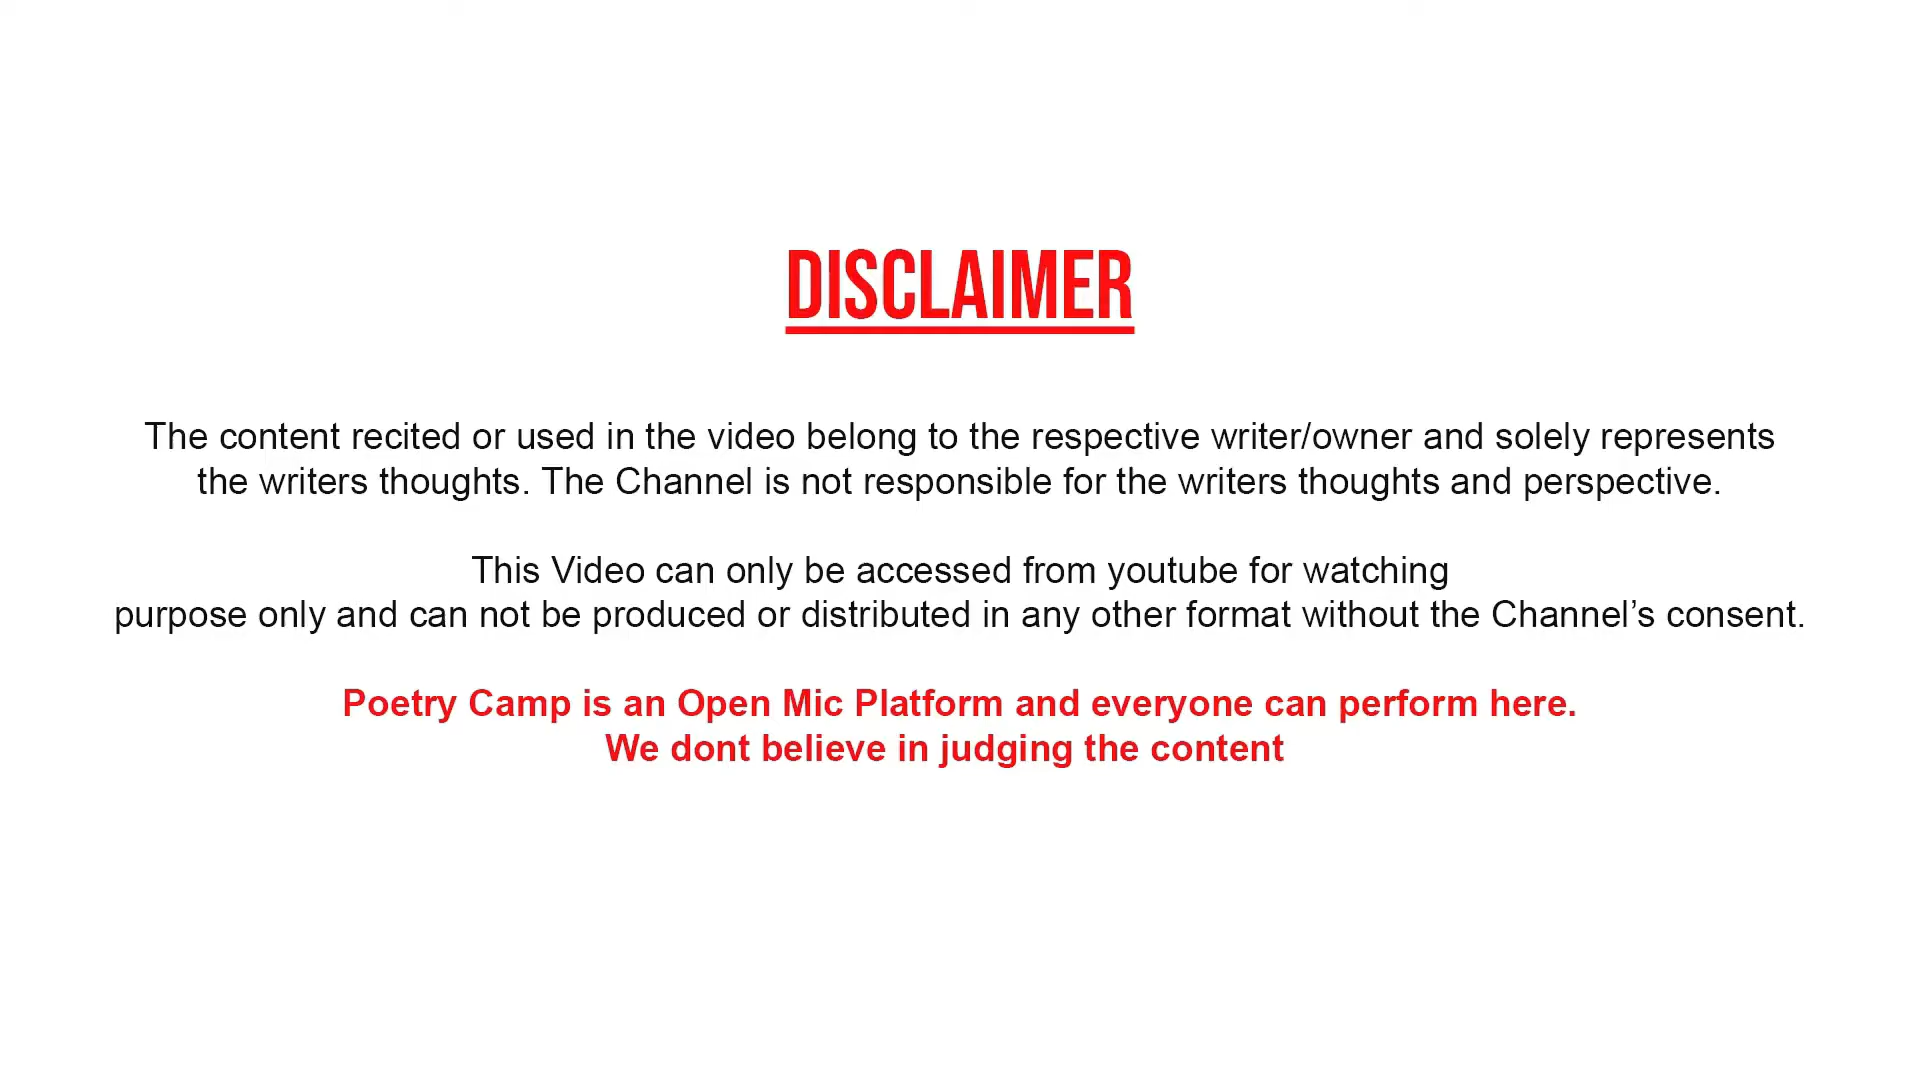 DISCLAIMER
The content recited or used in the video belong to the respective writer/owner and solely represents
the writers thoughts. The Channel is not responsible for the writers thoughts and perspective.
This Video can only be accessed from youtube for watching
purpose only and can not be produced or distributed in any other format without the Channel’s consent.
Poetry Camp is an Open Mic Platform and everyone can perform here.
We dont believe in judging the content